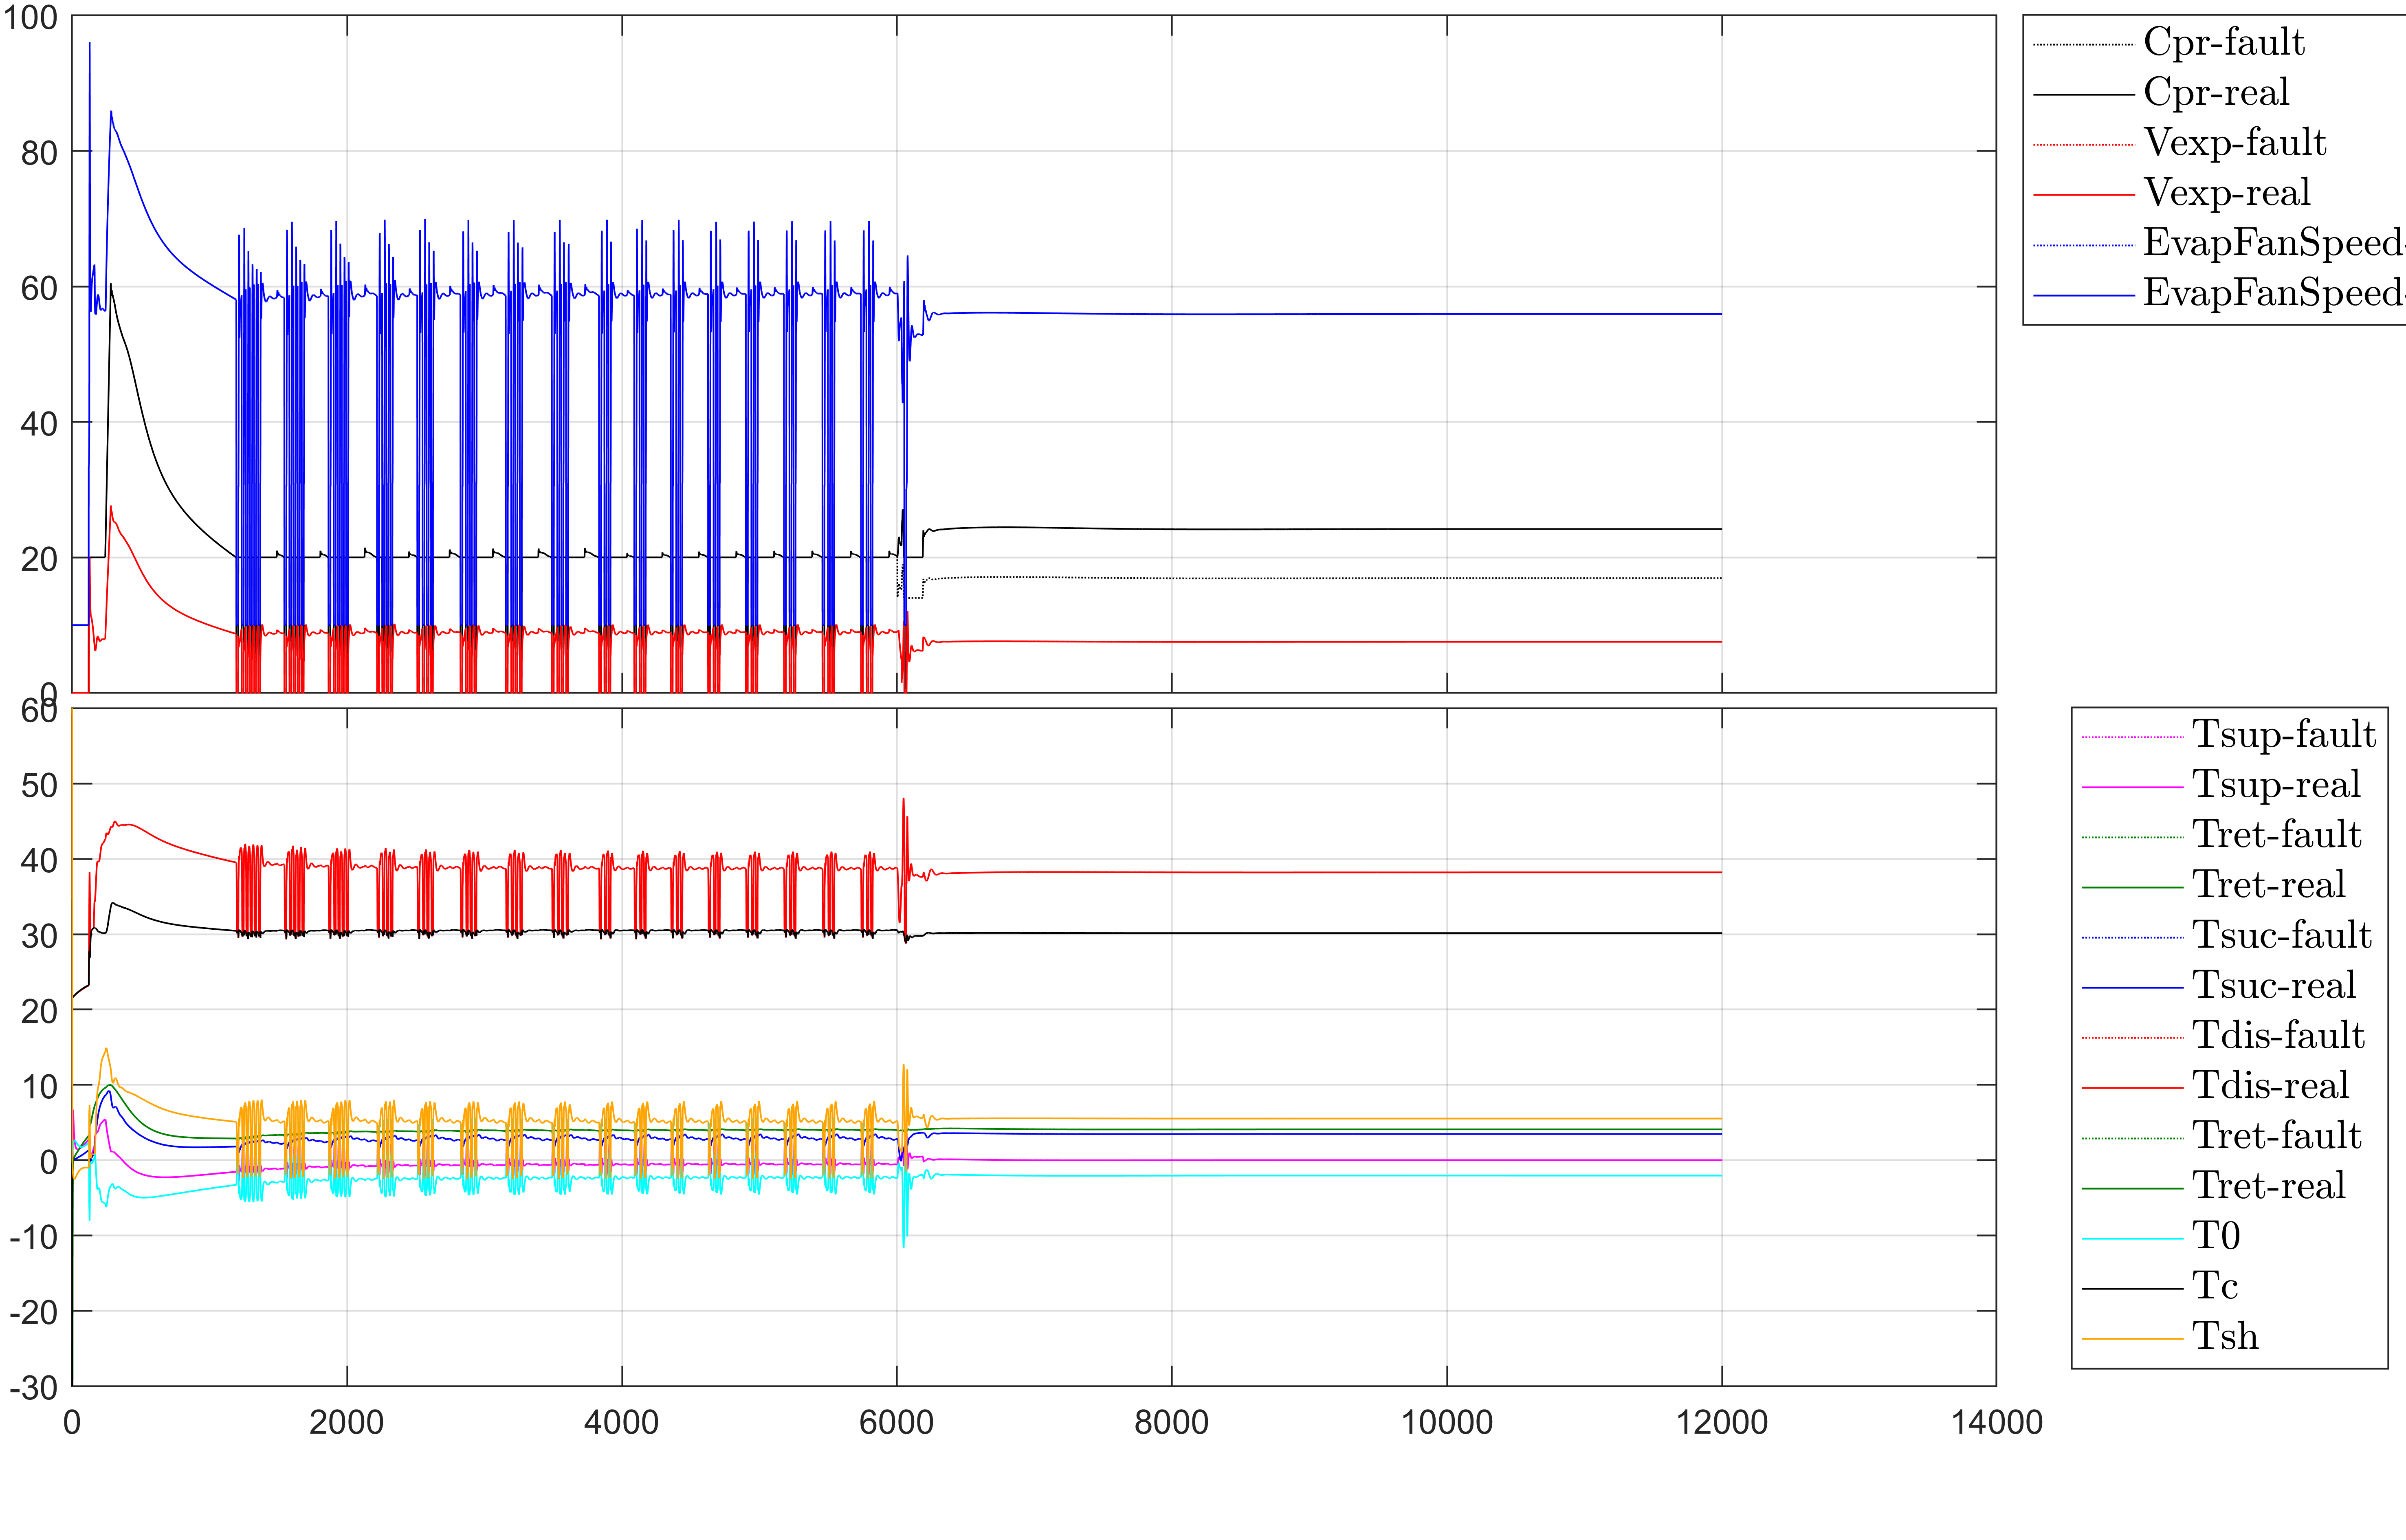 100
80
60
40
20
0
Cpr-fault
Cpr-real
Vexp-fault
Vexp-real
EvapFanSpeed-
EvapFanSpeed-
60
50
40
30
20
10
0
-10
-20
-30
0 2000 4000 6000 8000 10000 12000 14000
Tsup-fault
Tsup-real
Tret-fault
Tret-real
Tsuc-fault
Tsuc-real
Tdis-fault
Tdis-real
Tret-fault
Tret-real
T0
Tc
Tsh